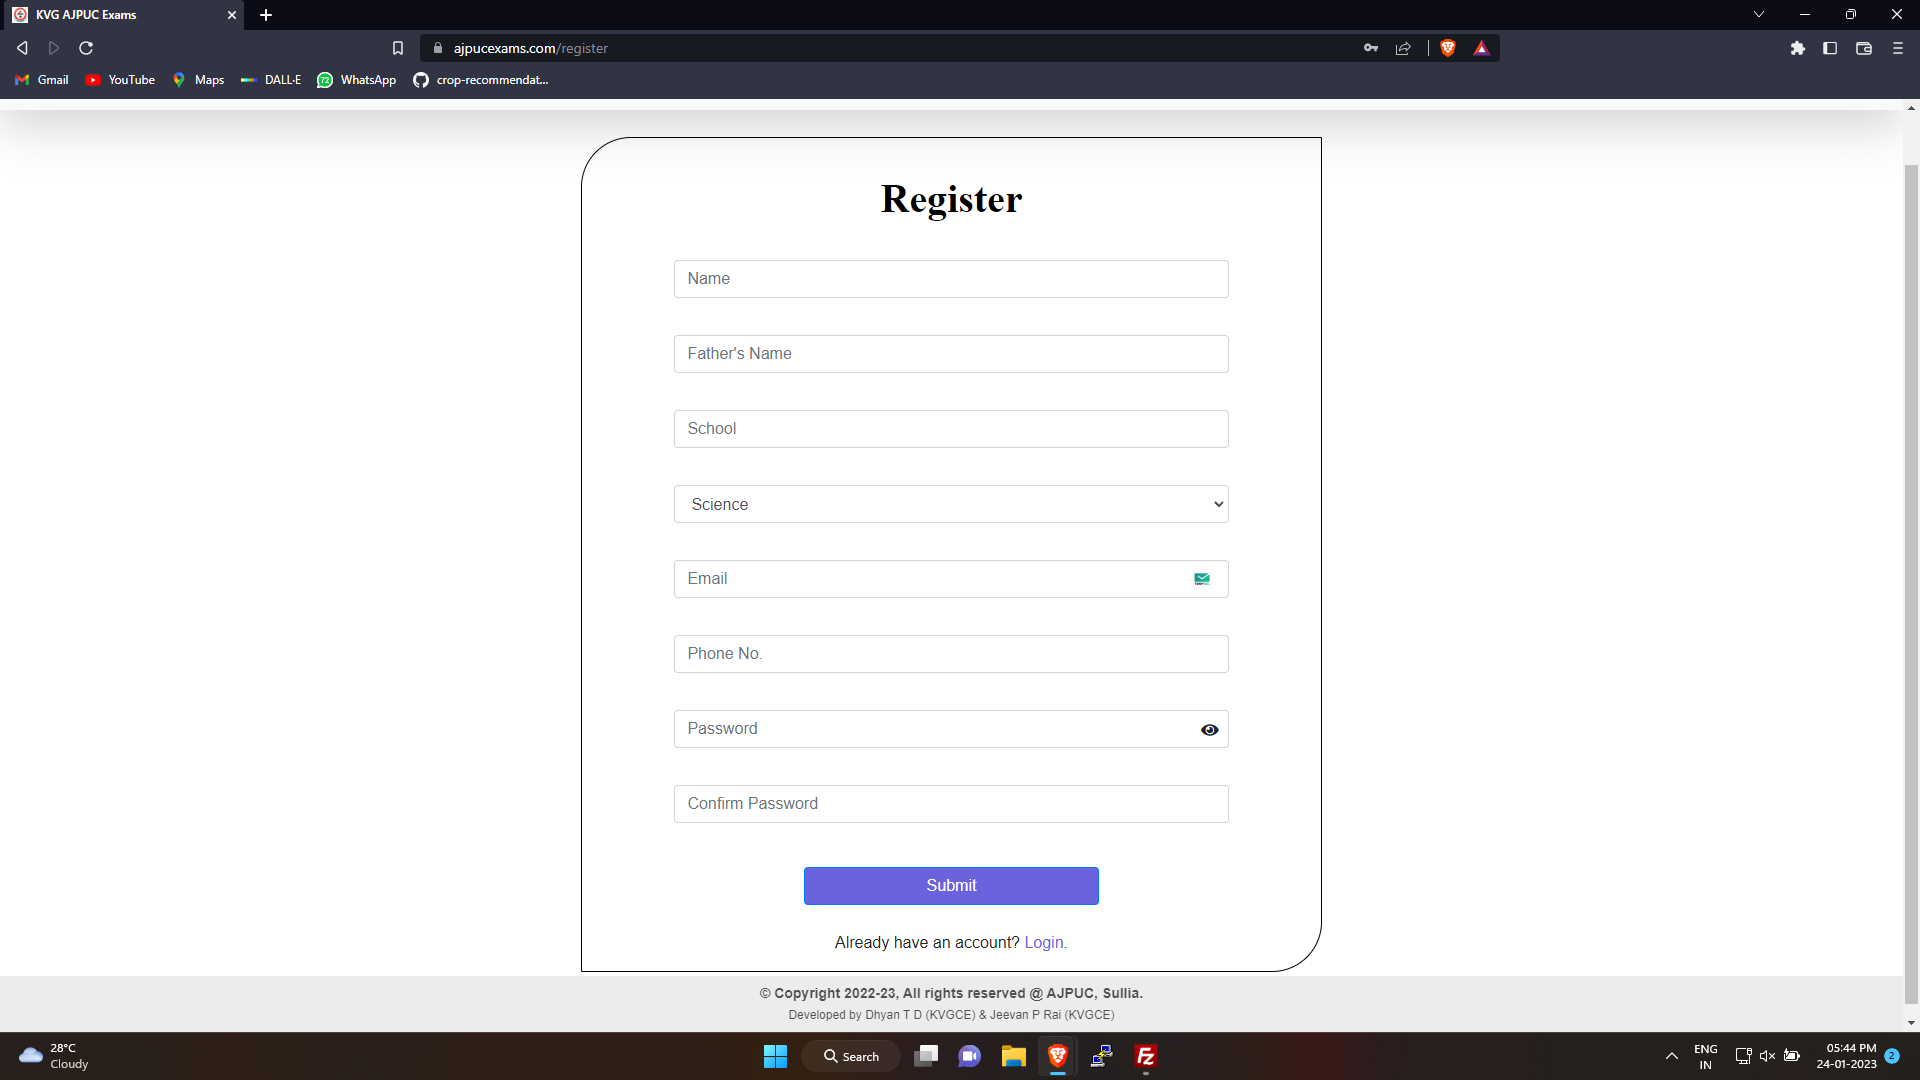 KVG AJPUC Exams
ajpucexams.com/register
Gmail YouTube Maps DALL·E 72 WhatsApp crop-recommendat...
Register
Name
Father's Name
School
Science
Email
Phone No.
Password
Confirm Password
Submit
Already have an account? Login.
© Copyright 2022-23, All rights reserved @ AJPUC, Sullia.
Developed by Dhyan T D (KVGCE) & Jeevan P Rai (KVGCE)
28°C
Cloudy
Search
Fz
ENG
IN
05:44 PM
24-01-2023
2